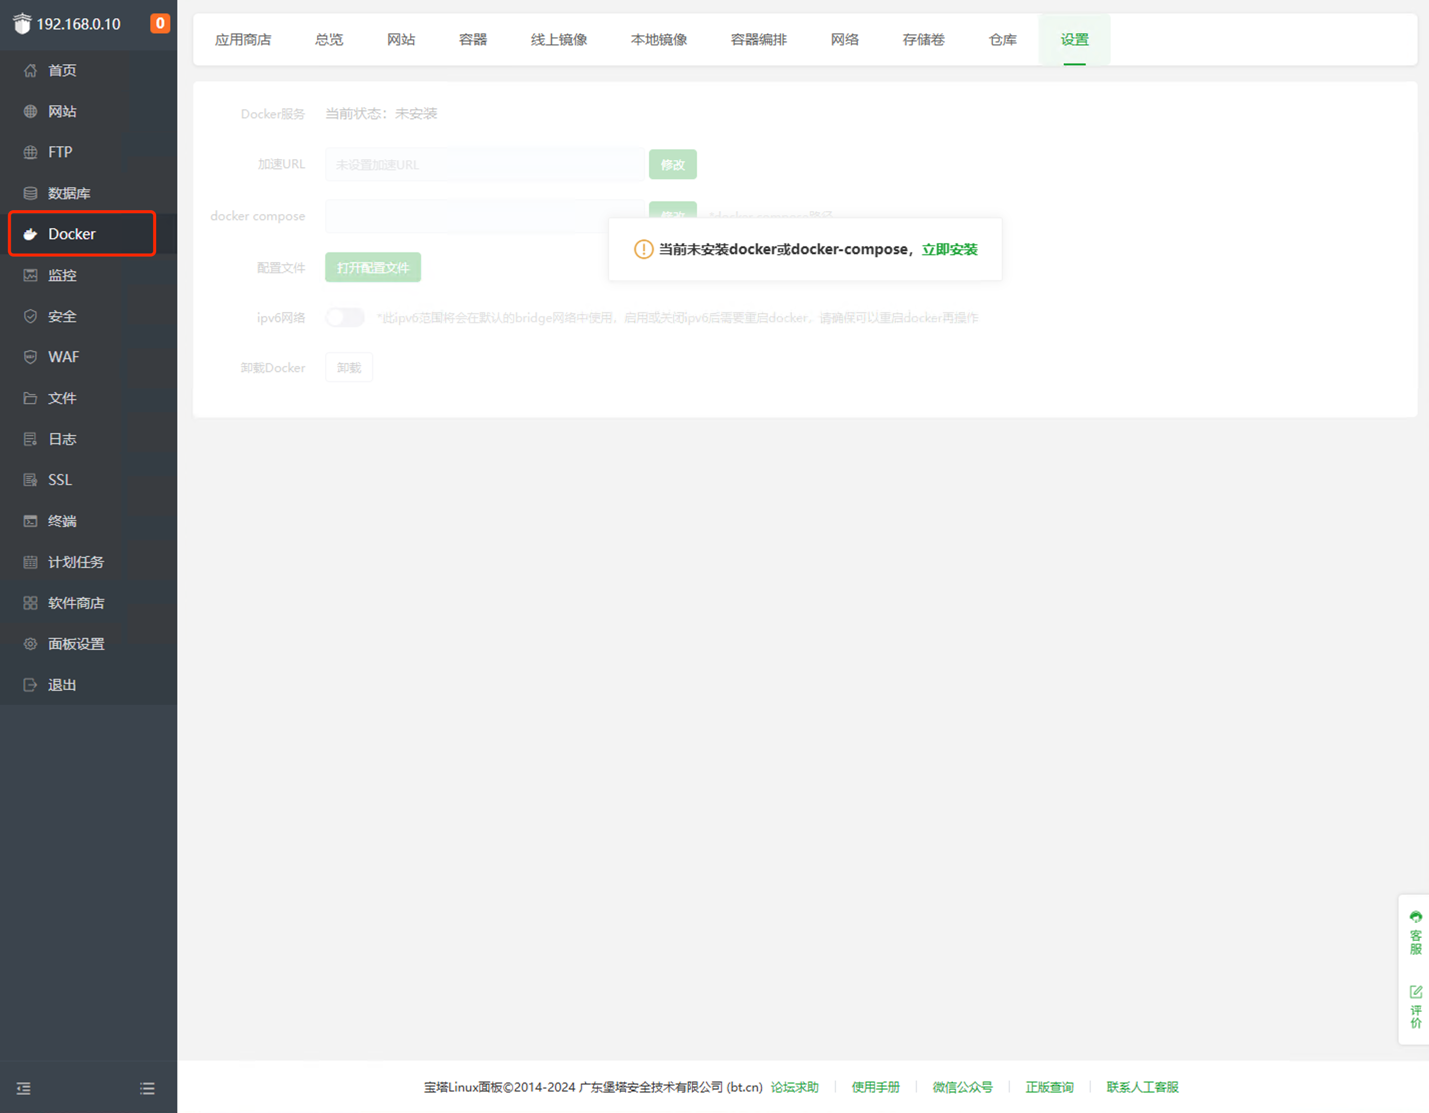 192.168.0.10
0
首页
网站
FTP
数据库
Docker
监控
安全
WAF
文件
日志
SSL
终端
计划任务
软件商店
面板设置
退出
应用商店 总览 网站 容器 线上镜像 本地镜像 容器编排 网络 存储卷 仓库 设置
Docker服务 当前状态：未安装
加速URL 未设置加速URL 修改
docker compose 修改 *docker compose路径
当前未安装docker或docker-compose，立即安装
配置文件 打开配置文件
ipv6网络 *此ipv6范围将会在默认的bridge网络中使用，启用或关闭ipv6后需要重启docker，请确保可以重启docker再操作
卸载Docker 卸载
客服
评价
宝塔Linux面板©2014-2024 广东堡塔安全技术有限公司 (bt.cn) 论坛求助 使用手册 微信公众号 正版查询 联系人工客服